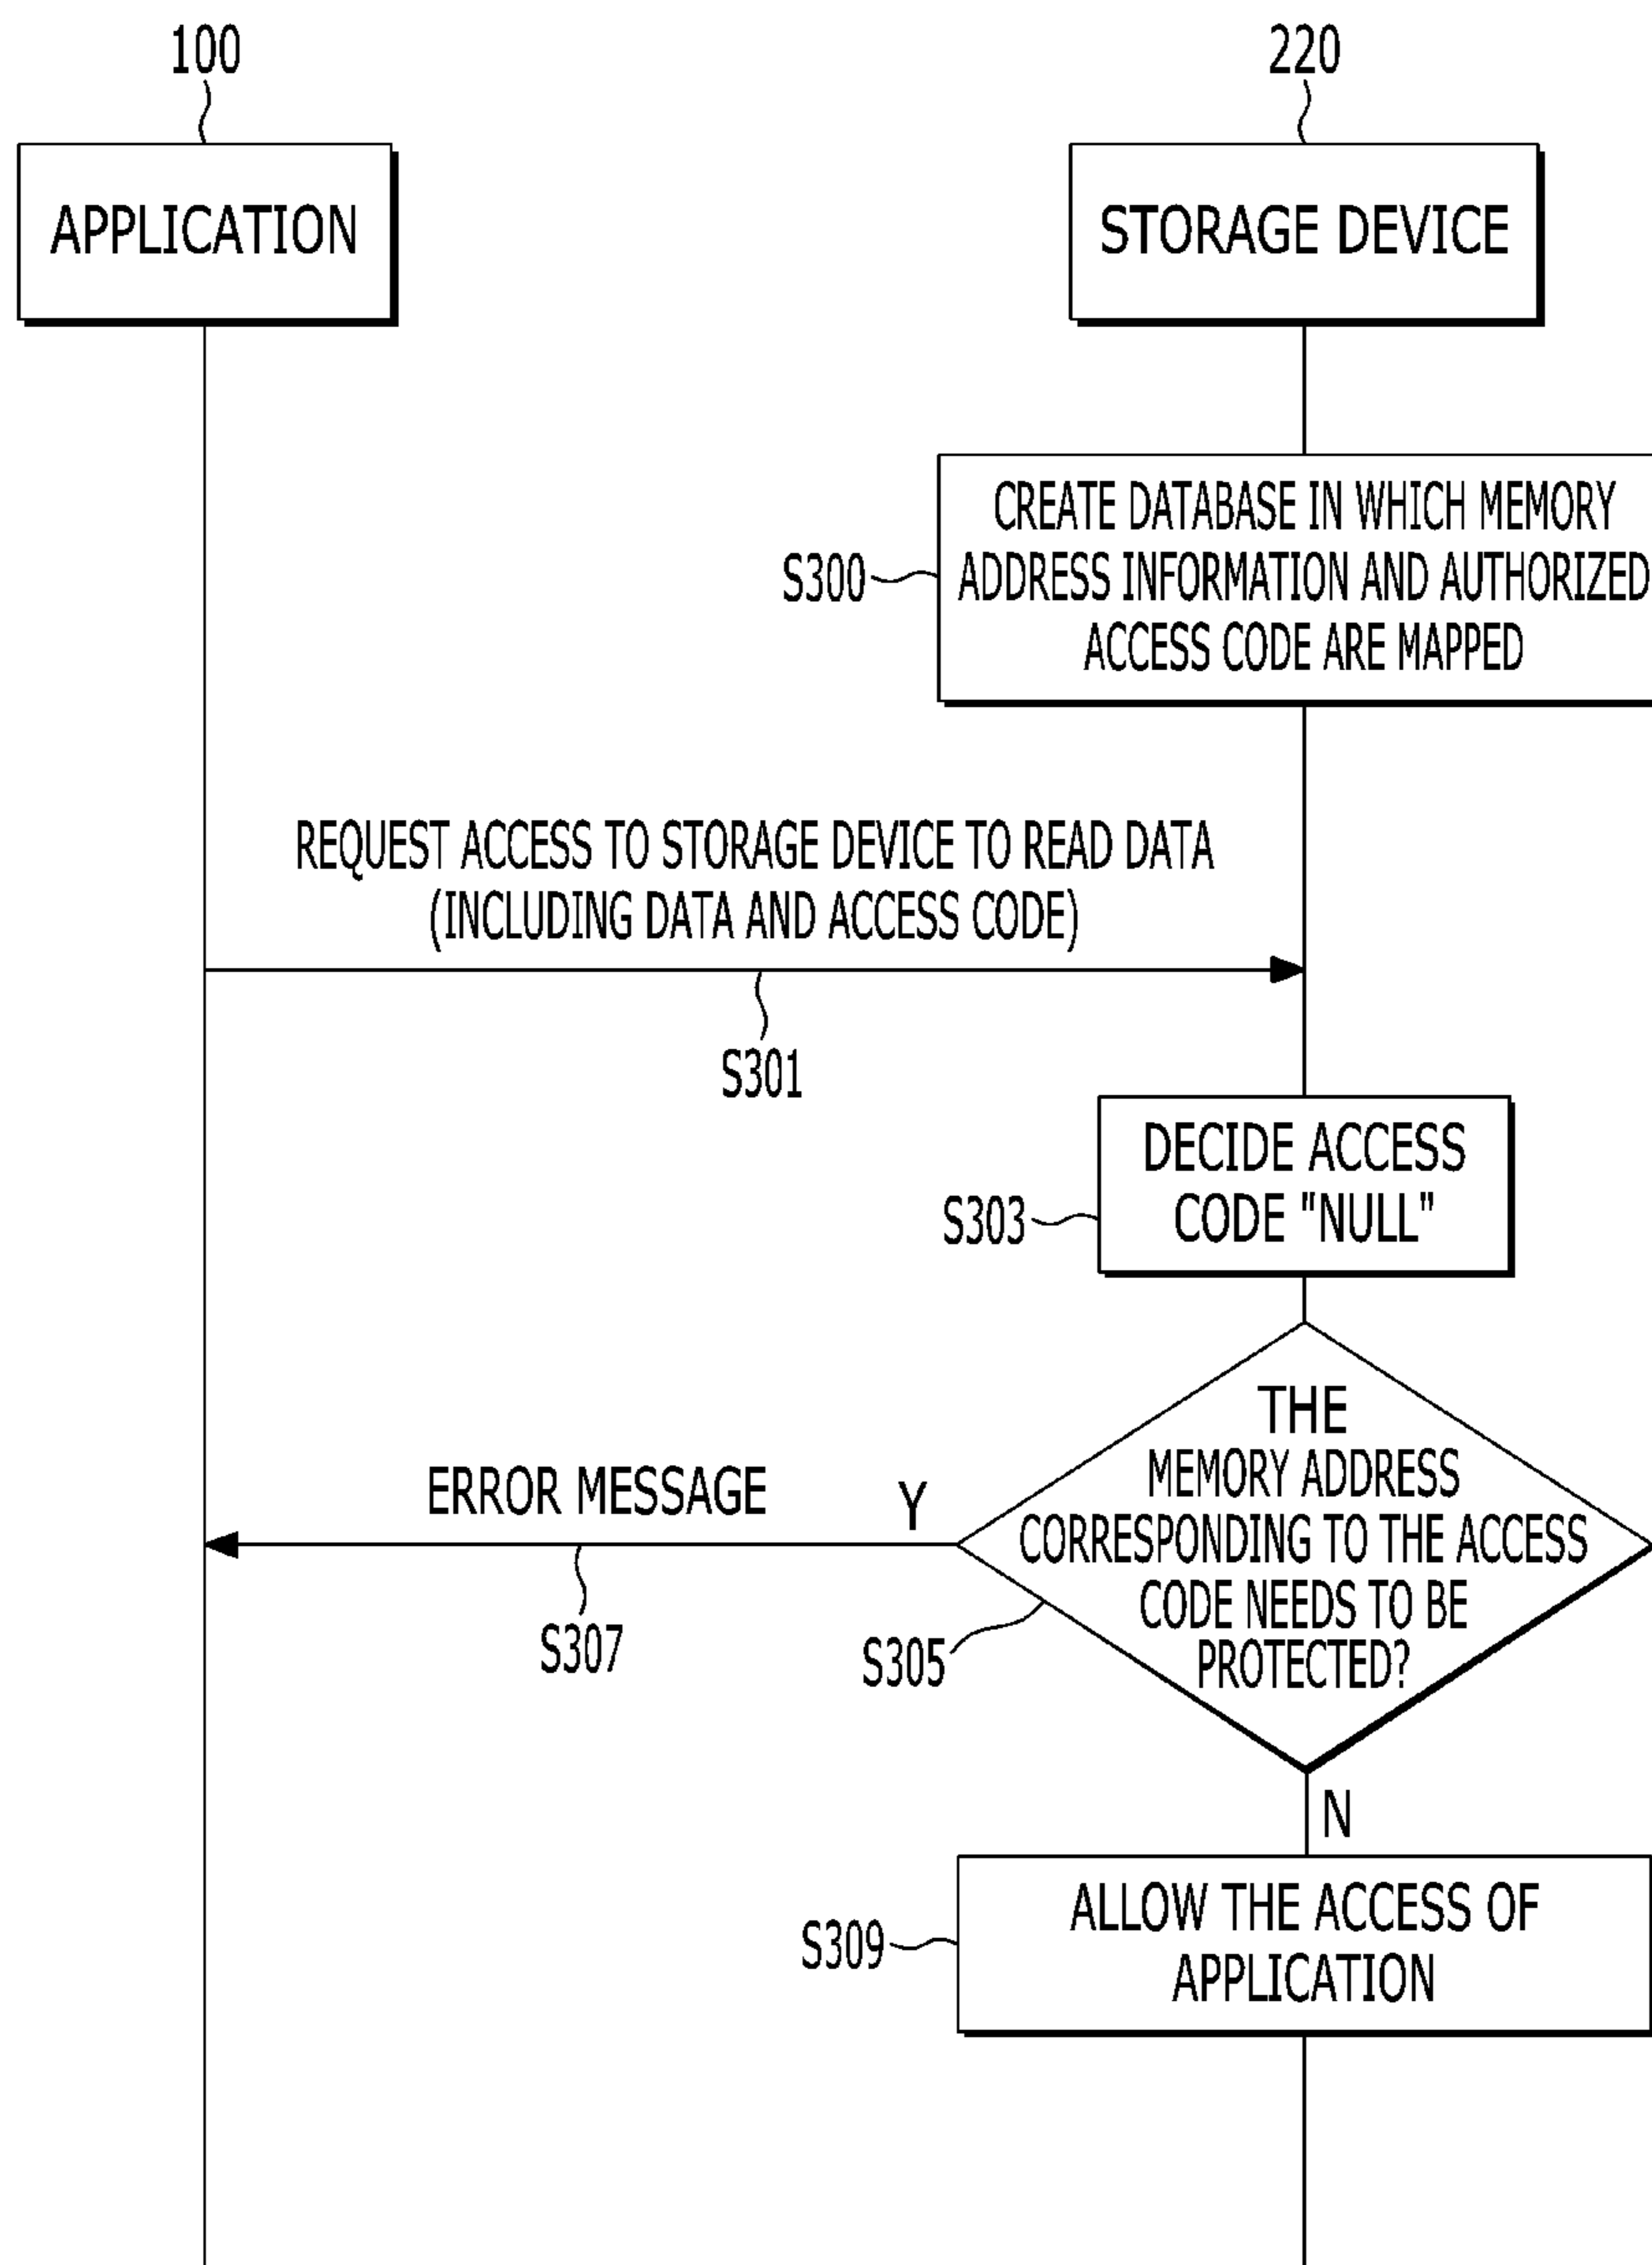 100
220
APPLICATION
STORAGE DEVICE
CREATE DATABASE IN WHICH MEMORY
ADDRESS INFORMATION AND AUTHORIZED
ACCESS CODE ARE MAPPED
S300
REQUEST ACCESS TO STORAGE DEVICE TO READ DATA
(INCLUDING DATA AND ACCESS CODE)
S301
DECIDE ACCESS
CODE "NULL"
S303
THE
MEMORY ADDRESS
CORRESPONDING TO THE ACCESS
CODE NEEDS TO BE
PROTECTED?
ERROR MESSAGE
Y
S307
S305
N
ALLOW THE ACCESS OF
APPLICATION
S309